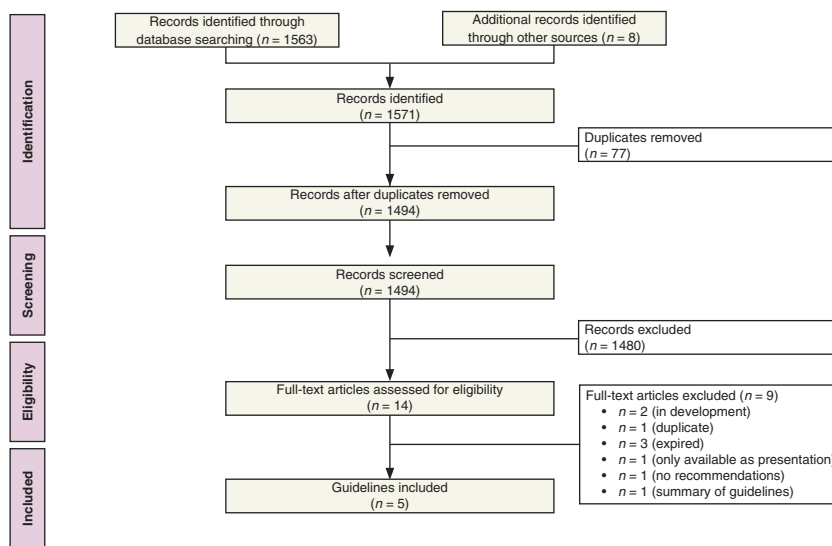 Records identified through
database searching (n = 1563)
Additional records identified
through other sources (n = 8)
Identification
Records identified
(n = 1571)
Duplicates removed
(n = 77)
Records after duplicates removed
(n = 1494)
Screening
Records screened
(n = 1494)
Records excluded
(n = 1480)
Eligibility
Full-text articles assessed for eligibility
(n = 14)
Full-text articles excluded (n = 9)
• n = 2 (in development)
• n = 1 (duplicate)
• n = 3 (expired)
• n = 1 (only available as presentation)
• n = 1 (no recommendations)
• n = 1 (summary of guidelines)
Included
Guidelines included
(n = 5)